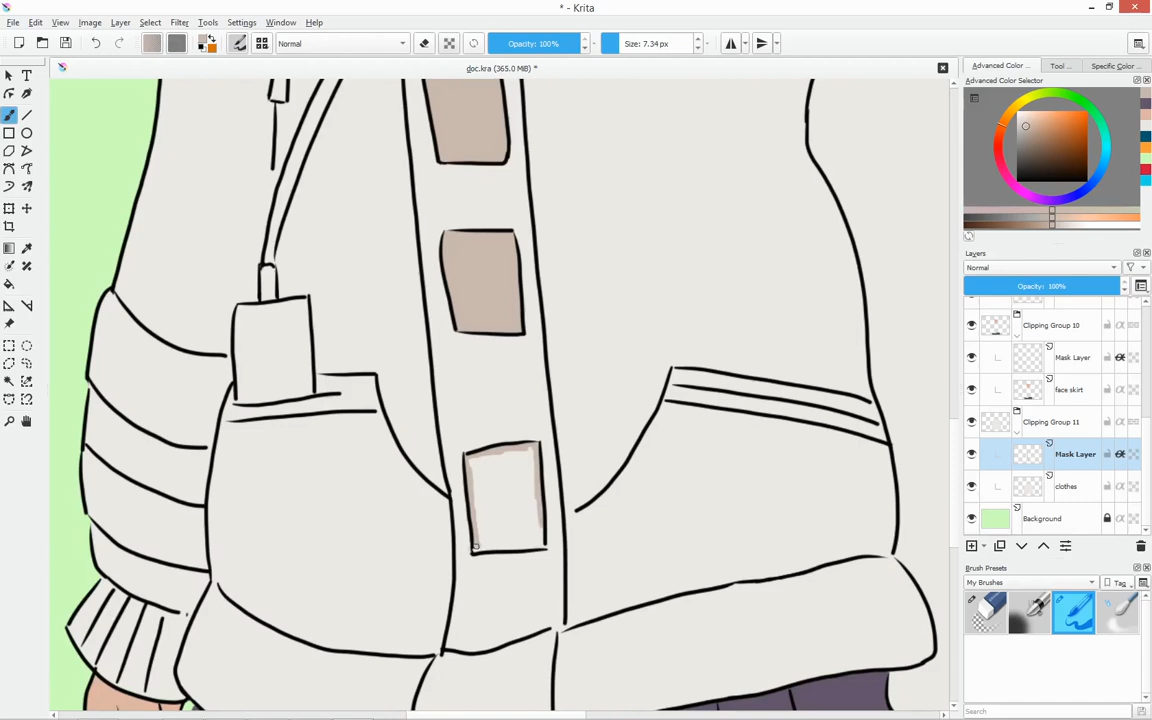 * - Krita
File Edit View Image Layer Select Filter Tools Settings Window Help
Normal Opacity: 100% Size: 7.34 px
doc.kra (365.0 MiB) *
Advanced Color ... Tool ... Specific Color ...
Advanced Color Selector
Layers
Normal
Opacity: 100%
Clipping Group 10
Mask Layer
face skirt
Clipping Group 11
Mask Layer
clothes
Background
Brush Presets
My Brushes Tag
Search